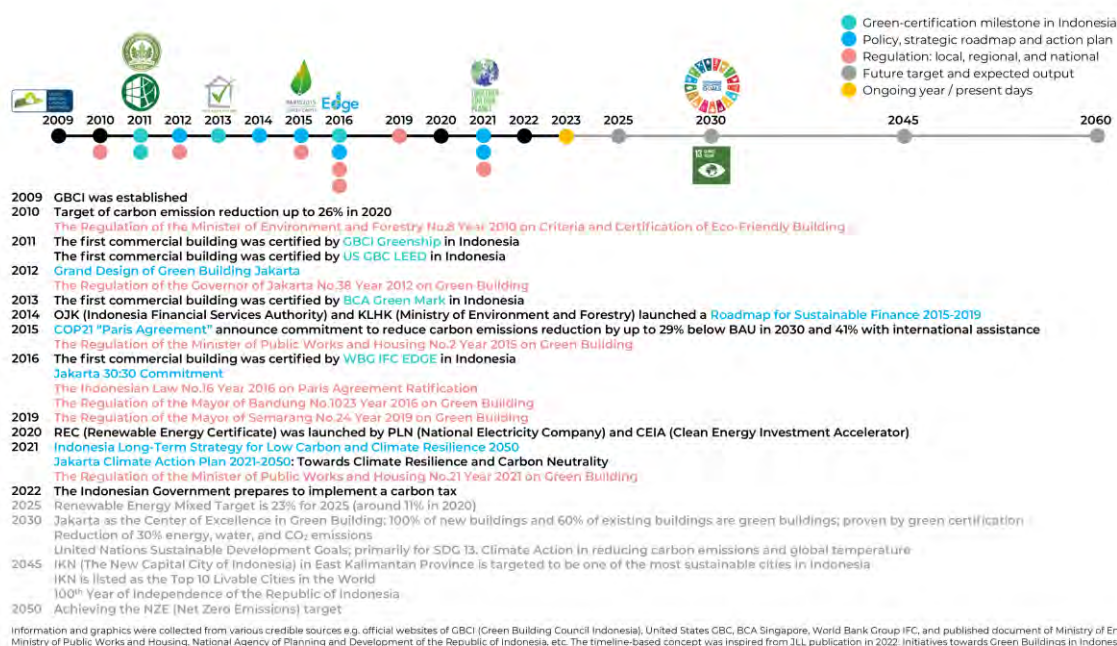 Green-certification milestone in Indonesia
Policy, strategic roadmap and action plan
Regulation: local, regional, and national
Future target and expected output
Ongoing year / present days
Edge
2009 2010 2011 2012 2013 2014 2015 2016 2019 2020 2021 2022 2023 2025 2030 2045 2060
2009 GBCI was established
2010 Target of carbon emission reduction up to 26% in 2020
The Regulation of the Minister of Environment and Forestry No.8 Year 2010 on Criteria and Certification of Eco-Friendly Building
2011 The first commercial building was certified by GBCI Greenship in Indonesia
The first commercial building was certified by US GBC LEED in Indonesia
2012 Grand Design of Green Building Jakarta
The Regulation of the Governor of Jakarta No.38 Year 2012 on Green Building
2013 The first commercial building was certified by BCA Green Mark in Indonesia
2014 OJK (Indonesia Financial Services Authority) and KLHK (Ministry of Environment and Forestry) launched a Roadmap for Sustainable Finance 2015-2019
2015 COP21 "Paris Agreement" announce commitment to reduce carbon emissions reduction by up to 29% below BAU in 2030 and 41% with international assistance
The Regulation of the Minister of Public Works and Housing No.2 Year 2015 on Green Building
2016 The first commercial building was certified by WBG IFC EDGE in Indonesia
Jakarta 30:30 Commitment
The Indonesian Law No.16 Year 2016 on Paris Agreement Ratification
The Regulation of the Mayor of Bandung No.1023 Year 2016 on Green Building
2019 The Regulation of the Mayor of Semarang No.24 Year 2019 on Green Building
2020 REC (Renewable Energy Certificate) was launched by PLN (National Electricity Company) and CEIA (Clean Energy Investment Accelerator)
2021 Indonesia Long-Term Strategy for Low Carbon and Climate Resilience 2050
Jakarta Climate Action Plan 2021-2050: Towards Climate Resilience and Carbon Neutrality
The Regulation of the Minister of Public Works and Housing No.21 Year 2021 on Green Building
2022 The Indonesian Government prepares to implement a carbon tax
2025 Renewable Energy Mixed Target is 23% for 2025 (around 11% in 2020)
2030 Jakarta as the Center of Excellence in Green Building: 100% of new buildings and 60% of existing buildings are green buildings; proven by green certification
Reduction of 30% energy, water, and CO₂ emissions
United Nations Sustainable Development Goals; primarily for SDG 13. Climate Action in reducing carbon emissions and global temperature
2045 IKN (The New Capital City of Indonesia) in East Kalimantan Province is targeted to be one of the most sustainable cities in Indonesia
IKN is listed as the Top 10 Livable Cities in the World
100th Year of Independence of the Republic of Indonesia
2050 Achieving the NZE (Net Zero Emissions) target
Information and graphics were collected from various credible sources e.g. official websites of GBCI (Green Building Council Indonesia), United States GBC, BCA Singapore, World Bank Group IFC, and published document of Ministry of
Ministry of Public Works and Housing, National Agency of Planning and Development of the Republic of Indonesia, etc. The timeline-based concept was inspired from JLL publication in 2022: Initiatives towards Green Buildings in